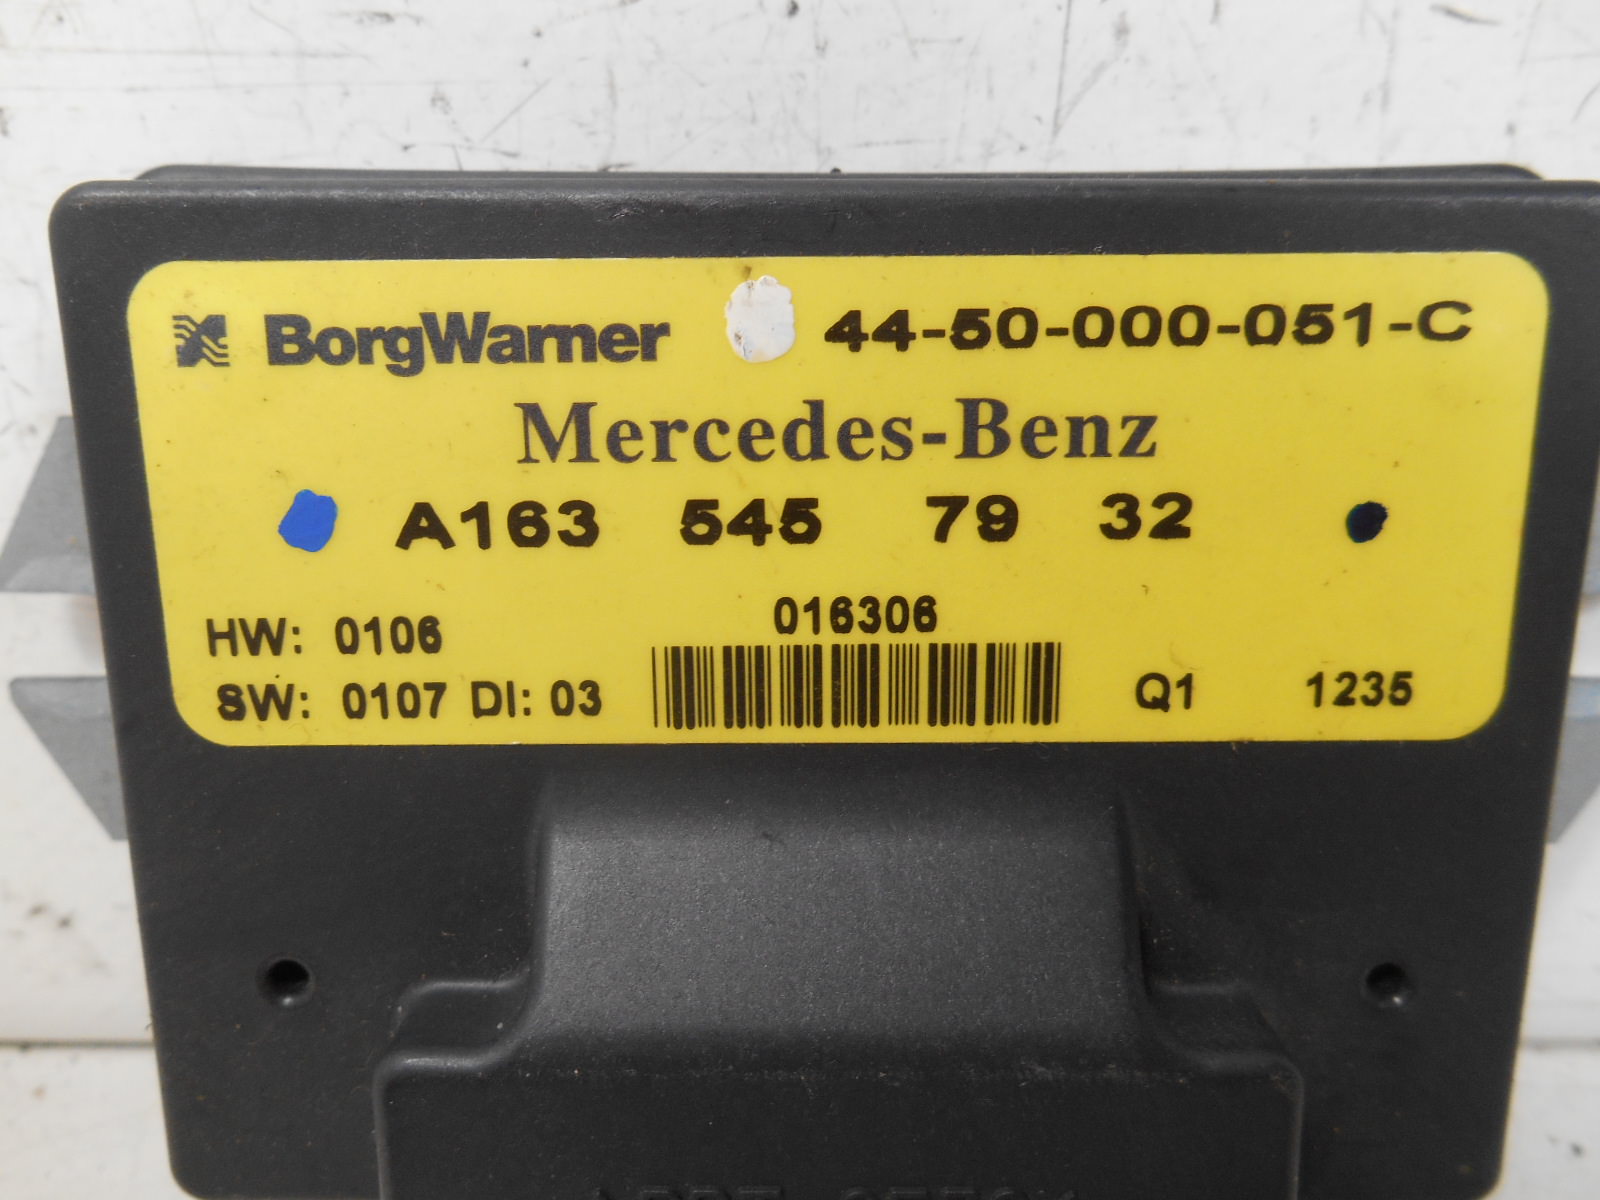 BorgWarner 44-50-000-051-C
Mercedes-Benz
A163 545 79 32
HW: 0106
016306
SW: 0107 DI: 03
Q1 1235